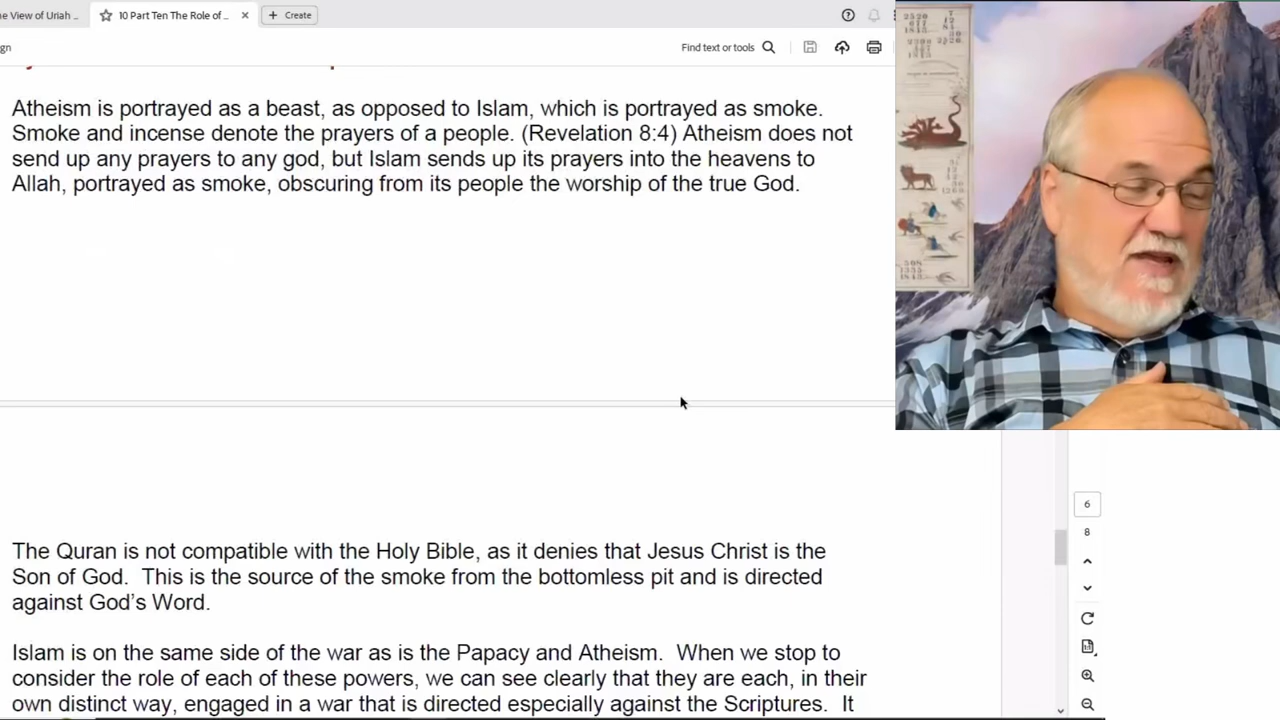 e View of Uriah ..
10 Part Ten The Role of ..
Create
gn
Find text or tools
Atheism is portrayed as a beast, as opposed to Islam, which is portrayed as smoke.
Smoke and incense denote the prayers of a people. (Revelation 8:4) Atheism does not
send up any prayers to any god, but Islam sends up its prayers into the heavens to
Allah, portrayed as smoke, obscuring from its people the worship of the true God.
2520
677
1843
508
1335
1843
6
8
The Quran is not compatible with the Holy Bible, as it denies that Jesus Christ is the
Son of God.  This is the source of the smoke from the bottomless pit and is directed
against God's Word.
Islam is on the same side of the war as is the Papacy and Atheism.  When we stop to
consider the role of each of these powers, we can see clearly that they are each, in their
own distinct way, engaged in a war that is directed especially against the Scriptures.  It